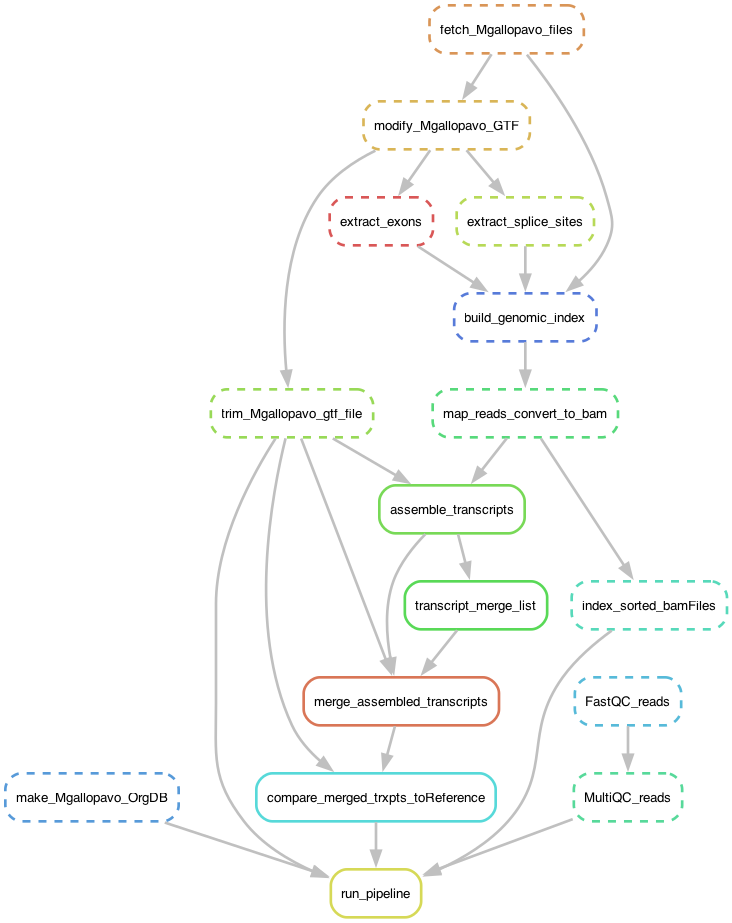 fetch_Mgallopavo_files
modify_Mgallopavo_GTF
extract_exons
extract_splice_sites
build_genomic_index
trim_Mgallopavo_gtf_file
map_reads_convert_to_bam
assemble_transcripts
transcript_merge_list
index_sorted_bamFiles
merge_assembled_transcripts
FastQC_reads
make_Mgallopavo_OrgDB
compare_merged_trxpts_toReference
MultiQC_reads
run_pipeline